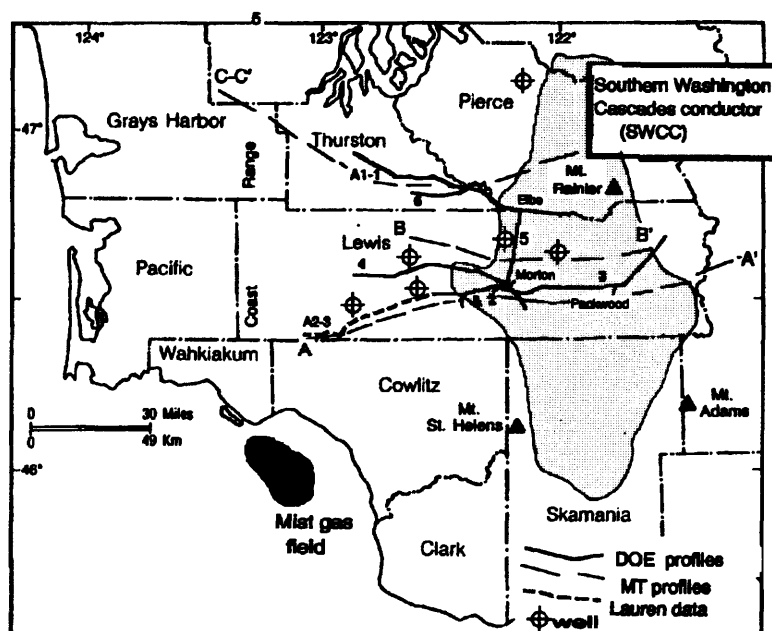 5
124°
123°
122°
C-C'
Southern Washington
Cascades conductor
(SWCC)
Pierce
47°
Grays Harbor
Thurston
Range
Mt.
Rainier
A1-1
6
Elbe
B
5
B'
Lewis
4
Morton
3
A'
Pacific
2
Packwood
Coast
A2-3
A
Wahkiakum
Cowlitz
0 30 Miles
0 49 Km
Mt.
St. Helens
Mt.
Adams
46°
Mist gas
field
Skamania
Clark
DOE profiles
MT profiles
Lauren data
well